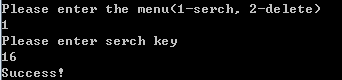 Please enter the menu(1-serch, 2-delete)
1
Please enter serch key
16
Success!